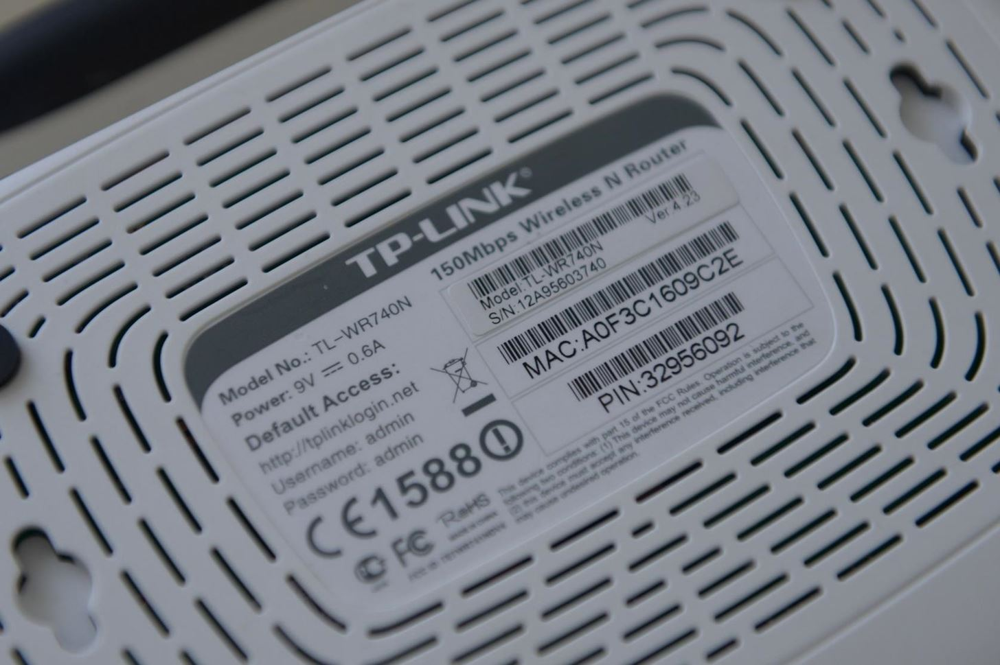 TP-LINK®
150Mbps Wireless N Router
Model No.: TL-WR740N
Power: 9V ⎓ 0.6A
Default Access:
http://tplinklogin.net
Username: admin
Password: admin
CE1588
FC RoHS
Ver:4.23
Model:TL-WR740N
S/N:12A95603740
MAC:A0F3C1609C2E
PIN:32956092
This device complies with part 15 of the FCC Rules. Operation is subject to the
following two conditions: (1) This device may not cause harmful interference, and
(2) this device must accept any interference received, including interference that
may cause undesired operation.